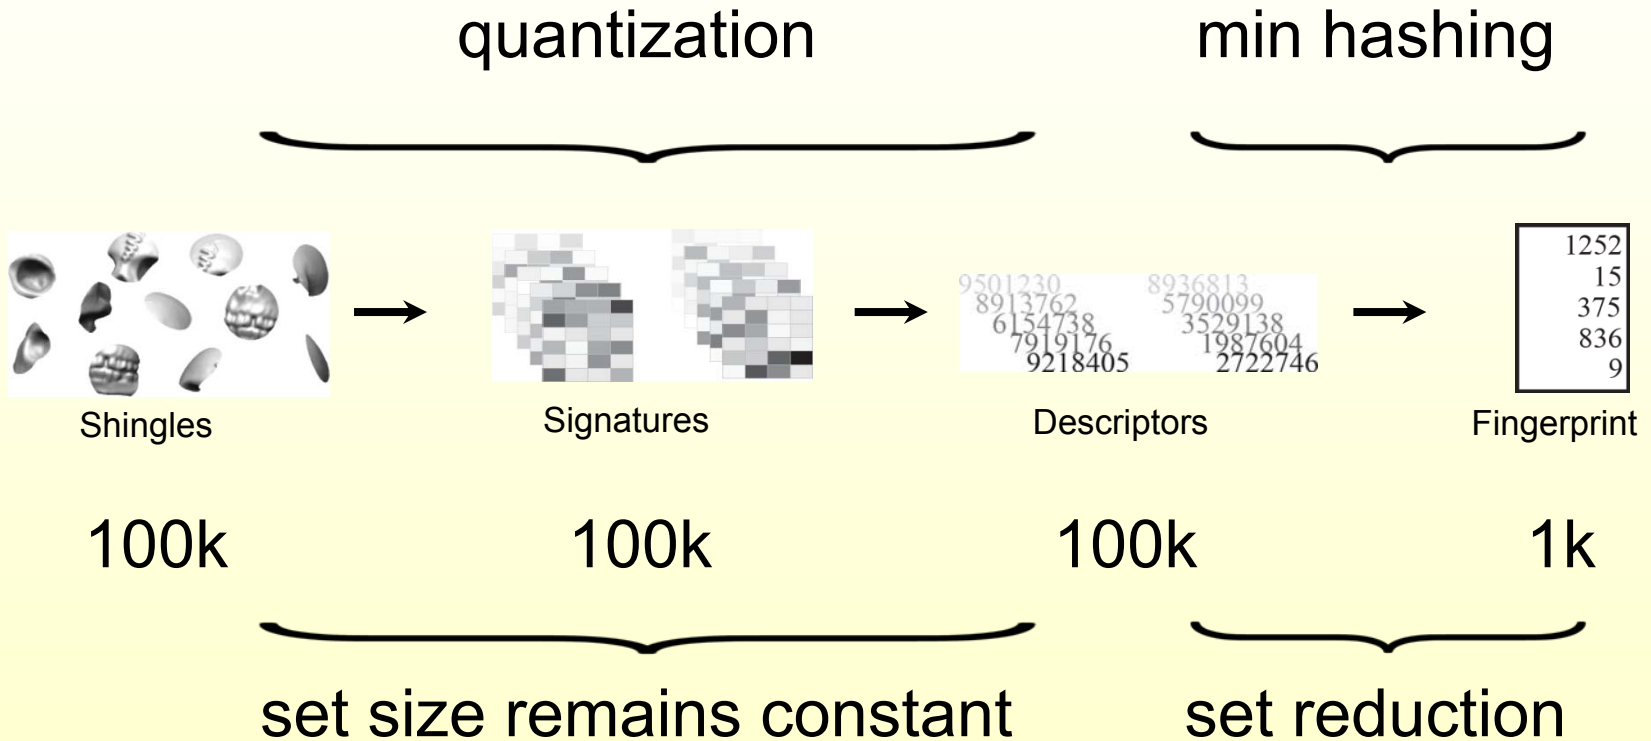 quantization
min hashing
9501230
8913762
6154738
7919176
9218405
8936813
5790099
3529138
1987604
2722746
1252
15
375
836
9
Shingles
Signatures
Descriptors
Fingerprint
100k
100k
100k
1k
set size remains constant
set reduction